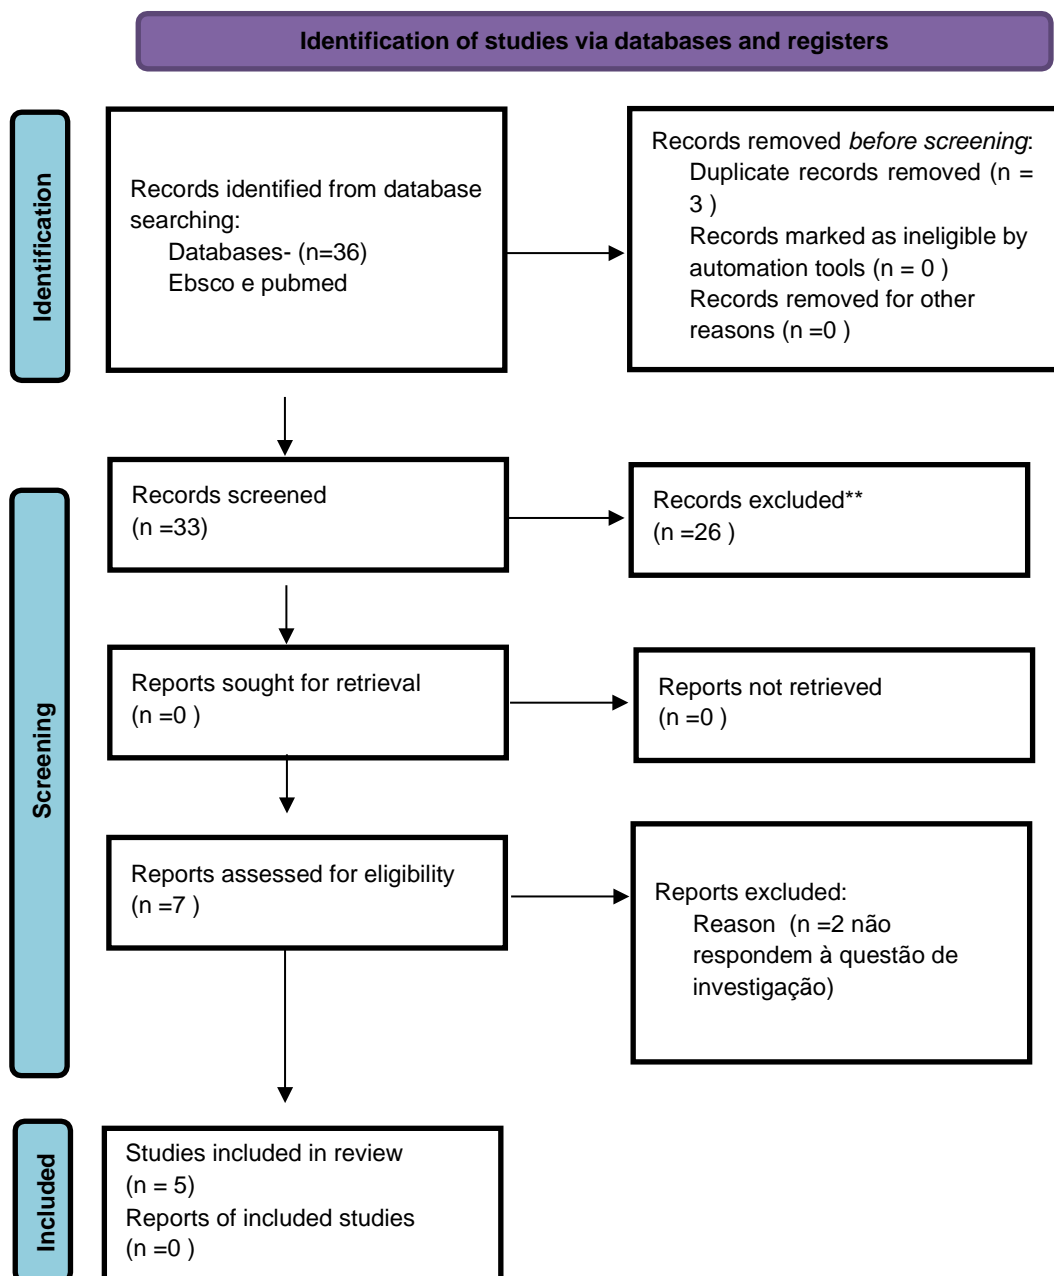 Identification of studies via databases and registers
Identification
Records identified from database
searching:
Databases- (n=36)
Ebsco e pubmed
Records removed before screening:
Duplicate records removed (n =
3 )
Records marked as ineligible by
automation tools (n = 0 )
Records removed for other
reasons (n =0 )
Screening
Records screened
(n =33)
Records excluded**
(n =26 )
Reports sought for retrieval
(n =0 )
Reports not retrieved
(n =0 )
Reports assessed for eligibility
(n =7 )
Reports excluded:
Reason (n =2 não
respondem à questão de
investigação)
Included
Studies included in review
(n = 5)
Reports of included studies
(n =0 )